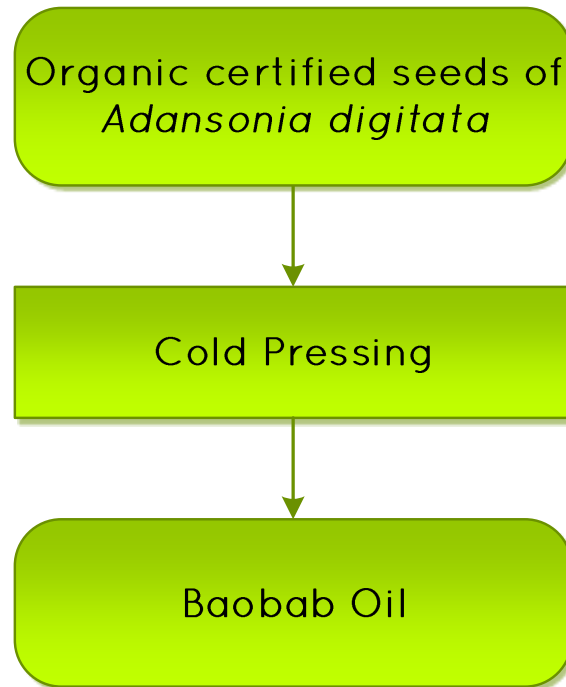 Organic certified seeds of
Adansonia digitata
Cold Pressing
Baobab Oil